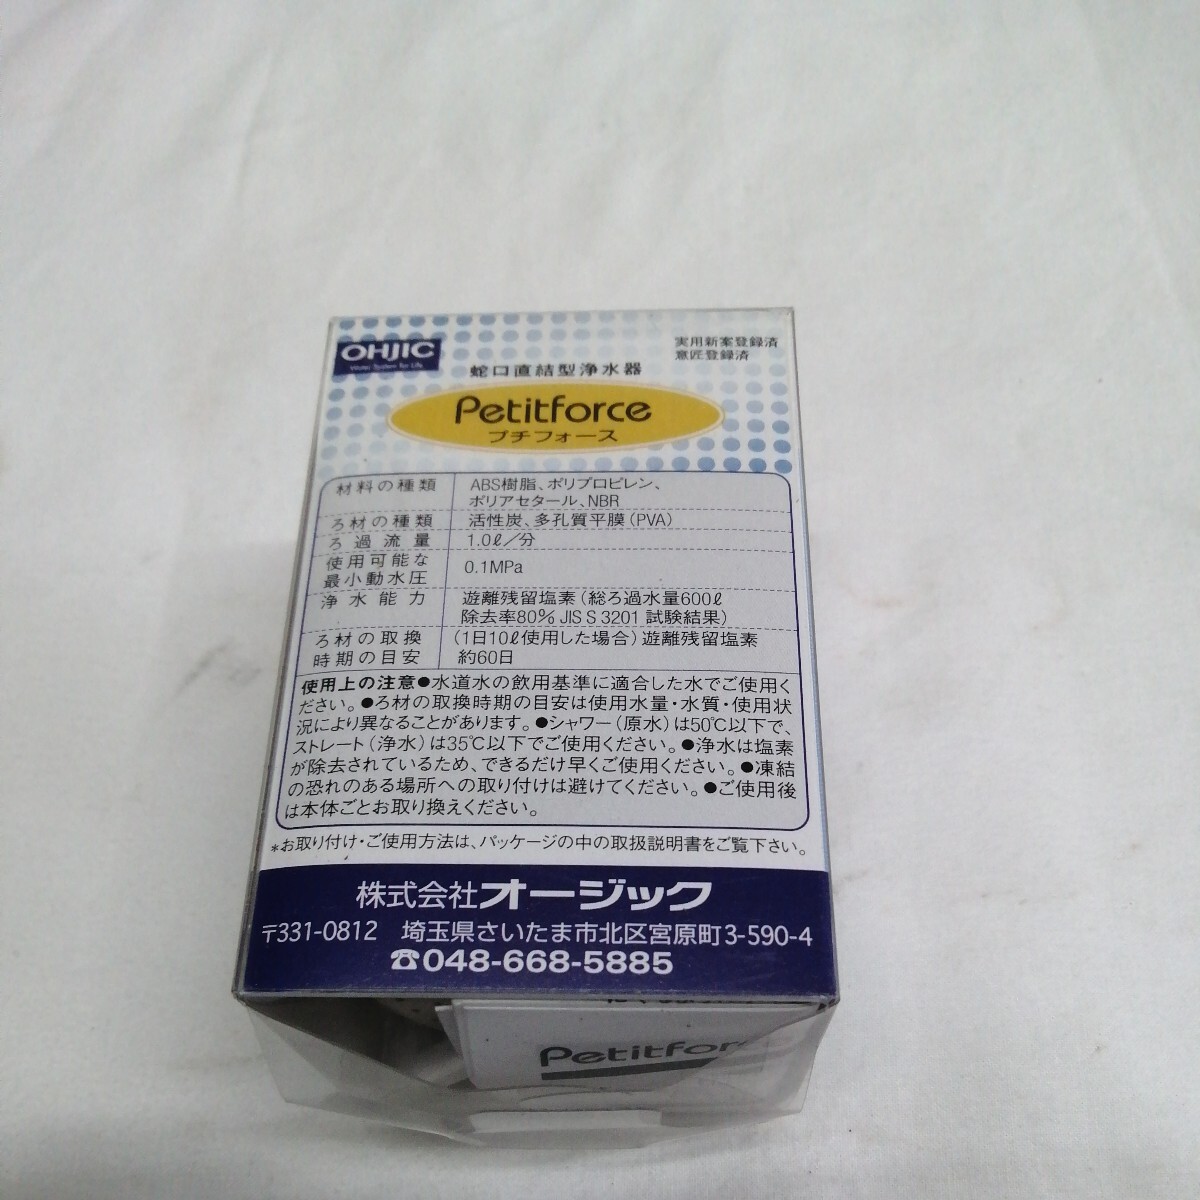 OHJIC
Water System for Life
実用新案登録済
意匠登録済
蛇口直結型浄水器
Petitforce
プチフォース
材料の種類 ABS樹脂、ポリプロピレン、
ポリアセタール、NBR
ろ材の種類 活性炭、多孔質平膜(PVA)
ろ過流量 1.0ℓ/分
使用可能な
最小動水圧 0.1MPa
浄水能力 遊離残留塩素(総ろ過水量600ℓ
除去率80% JIS S 3201 試験結果)
ろ材の取換
時期の目安 (1日10ℓ使用した場合)遊離残留塩素
約60日
使用上の注意●水道水の飲用基準に適合した水でご使用く
ださい。●ろ材の取換時期の目安は使用水量・水質・使用状
況により異なることがあります。●シャワー(原水)は50℃以下で、
ストレート(浄水)は35℃以下でご使用ください。●浄水は塩素
が除去されているため、できるだけ早くご使用ください。●凍結
の恐れのある場所への取り付けは避けてください。●ご使用後
は本体ごとお取り換えください。
*お取り付け・ご使用方法は、パッケージの中の取扱説明書をご覧下さい。
株式会社オージック
〒331-0812 埼玉県さいたま市北区宮原町3-590-4
☎048-668-5885
Petitfor